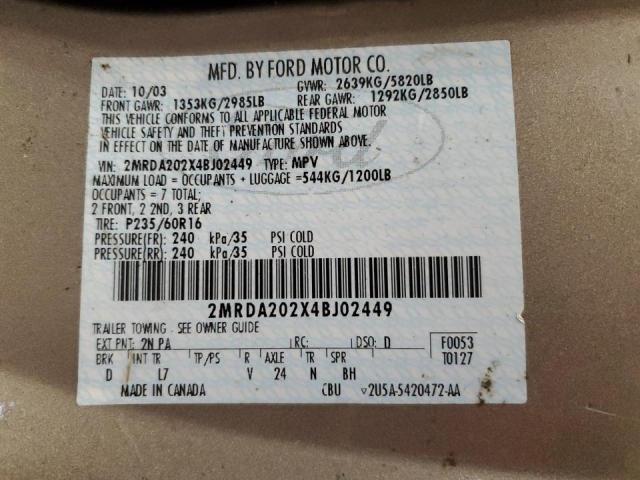 MFD. BY FORD MOTOR CO.
DATE: 10/03 GVWR: 2639KG/5820LB
FRONT GAWR: 1353KG/2985LB REAR GAWR: 1292KG/2850LB
THIS VEHICLE CONFORMS TO ALL APPLICABLE FEDERAL MOTOR
VEHICLE SAFETY AND THEFT PREVENTION STANDARDS
IN EFFECT ON THE DATE OF MANUFACTURE SHOWN ABOVE.
VIN: 2MRDA202X4BJ02449 TYPE: MPV
MAXIMUM LOAD = OCCUPANTS + LUGGAGE =544KG/1200LB
OCCUPANTS = 7 TOTAL;
2 FRONT, 2 2ND, 3 REAR
TIRE: P235/60R16
PRESSURE(FR): 240 kPa/35 PSI COLD
PRESSURE(RR): 240 kPa/35 PSI COLD
2MRDA202X4BJ02449
TRAILER TOWING - SEE OWNER GUIDE
EXT PNT: 2N PA RC: DSO: D F0053
BRK INT TR TP/PS R AXLE TR SPR T0127
D L7 V 24 N BH
MADE IN CANADA CBU ▽2U5A-5420472-AA